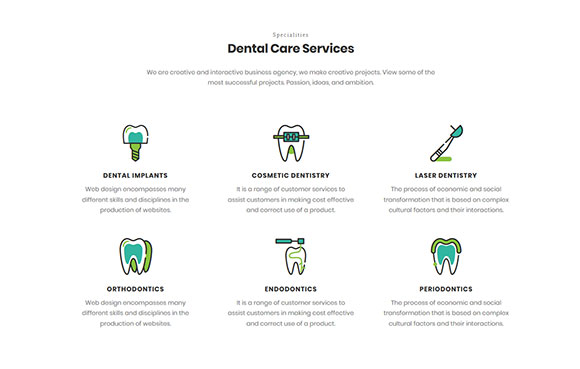 Specialities
Dental Care Services
We are creative and interactive business agency, we make creative projects. View some of the
most successful projects. Passion, ideas, and ambition.
DENTAL IMPLANTS
Web design encompasses many
different skills and disciplines in the
production of websites.
COSMETIC DENTISTRY
It is a range of customer services to
assist customers in making cost effective
and correct use of a product.
LASER DENTISTRY
The process of economic and social
transformation that is based on complex
cultural factors and their interactions.
ORTHODONTICS
Web design encompasses many
different skills and disciplines in the
production of websites.
ENDODONTICS
It is a range of customer services to
assist customers in making cost effective
and correct use of a product.
PERIODONTICS
The process of economic and social
transformation that is based on complex
cultural factors and their interactions.